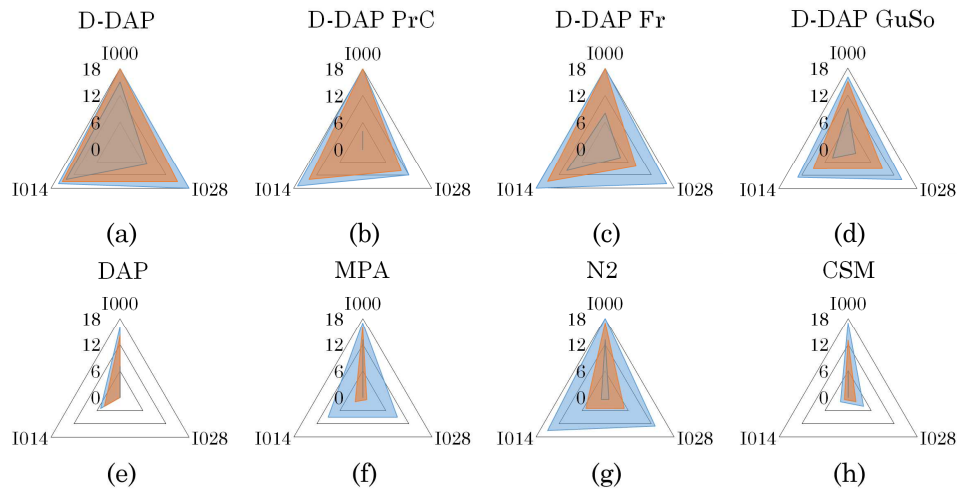 D-DAP D-DAP PrC D-DAP Fr D-DAP GuSo
I000 I000 I000 I000
18 18 18 18
12 12 12 12
6 6 6 6
0 0 0 0
I014 I028 I014 I028 I014 I028 I014 I028
(a) (b) (c) (d)
DAP MPA N2 CSM
I000 I000 I000 I000
18 18 18 18
12 12 12 12
6 6 6 6
0 0 0 0
I014 I028 I014 I028 I014 I028 I014 I028
(e) (f) (g) (h)